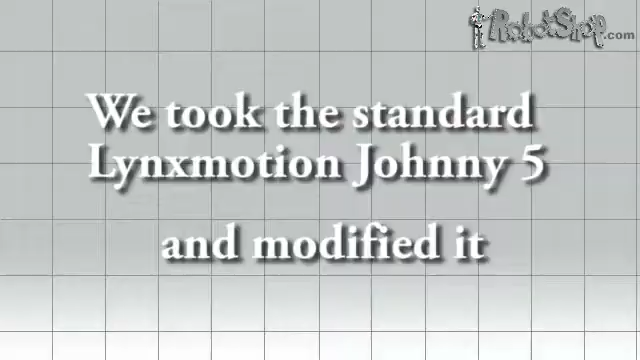 RobotShop.com
We took the standard
Lynxmotion Johnny 5
and modified it